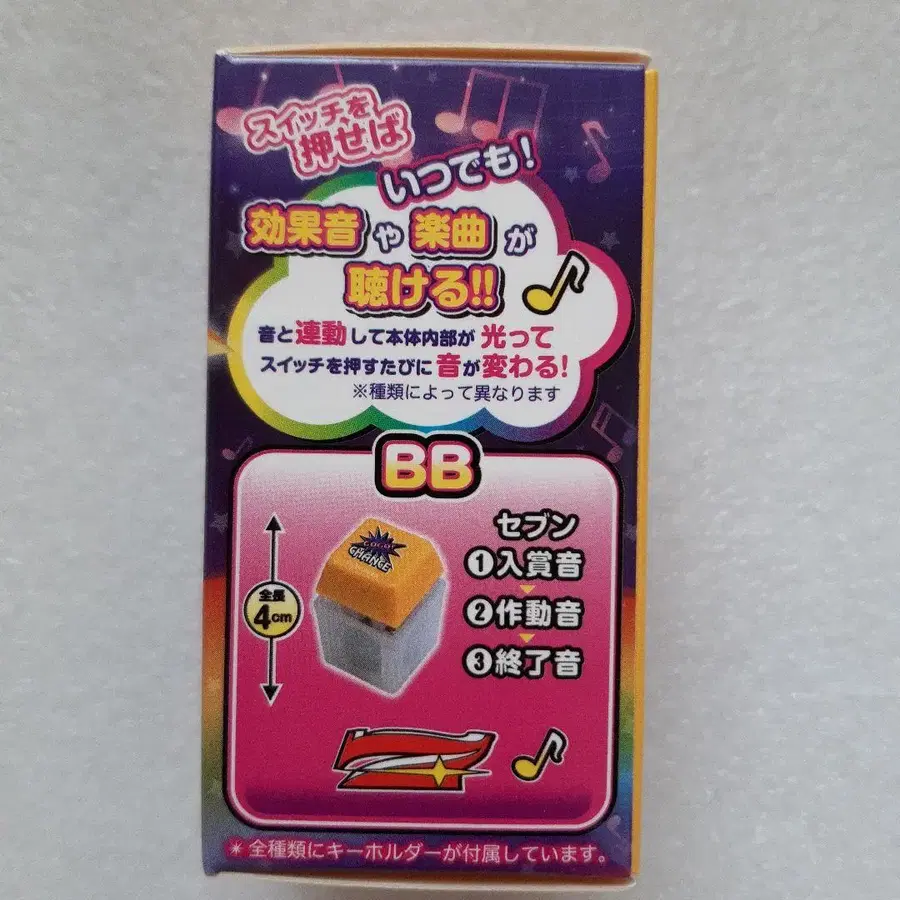 スイッチを
押せば
いつでも!
効果音や楽曲が
聴ける!!
音と連動して本体内部が光って
スイッチを押すたびに音が変わる!
※種類によって異なります
BB
GOGO!
CHANCE
全長
4cm
セブン
①入賞音
②作動音
③終了音
7
＊全種類にキーホルダーが付属しています。